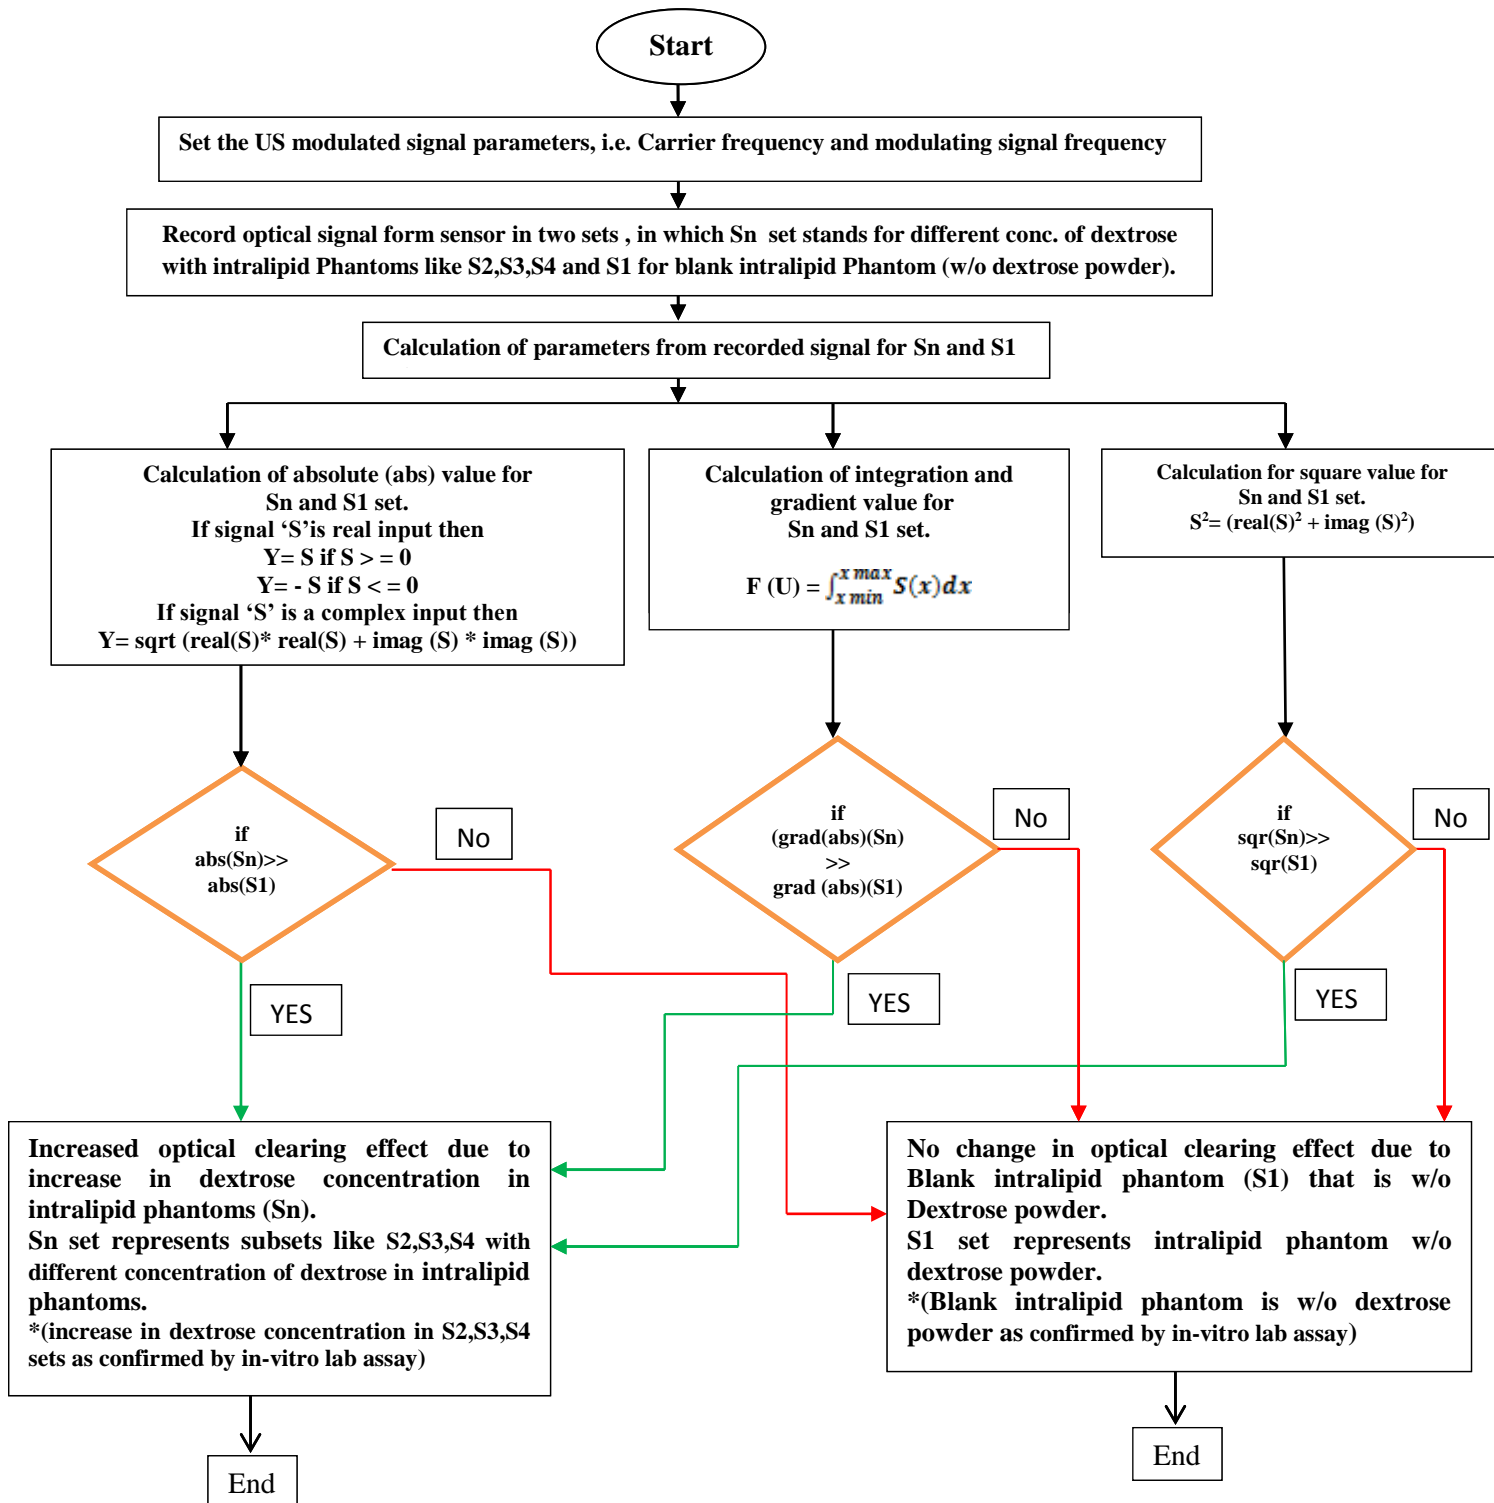 Start
Set the US modulated signal parameters, i.e. Carrier frequency and modulating signal frequency
Record optical signal form sensor in two sets , in which Sn set stands for different conc. of dextrose
with intralipid Phantoms like S2,S3,S4 and S1 for blank intralipid Phantom (w/o dextrose powder).
Calculation of parameters from recorded signal for Sn and S1
Calculation of absolute (abs) value for
Sn and S1 set.
If signal ‘S’is real input then
Y= S if S > = 0
Y= - S if S < = 0
If signal ‘S’ is a complex input then
Y= sqrt (real(S)* real(S) + imag (S) * imag (S))
Calculation of integration and
gradient value for
Sn and S1 set.
F (U) = ∫_{x min}^{x max} S(x)dx
Calculation for square value for
Sn and S1 set.
S²= (real(S)² + imag (S)²)
if
abs(Sn)>>
abs(S1)
No
YES
if
(grad(abs)(Sn)
>>
grad (abs)(S1)
No
YES
if
sqr(Sn)>>
sqr(S1)
No
YES
Increased optical clearing effect due to
increase in dextrose concentration in
intralipid phantoms (Sn).
Sn set represents subsets like S2,S3,S4 with
different concentration of dextrose in intralipid
phantoms.
*(increase in dextrose concentration in S2,S3,S4
sets as confirmed by in-vitro lab assay)
No change in optical clearing effect due to
Blank intralipid phantom (S1) that is w/o
Dextrose powder.
S1 set represents intralipid phantom w/o
dextrose powder.
*(Blank intralipid phantom is w/o dextrose
powder as confirmed by in-vitro lab assay)
End
End